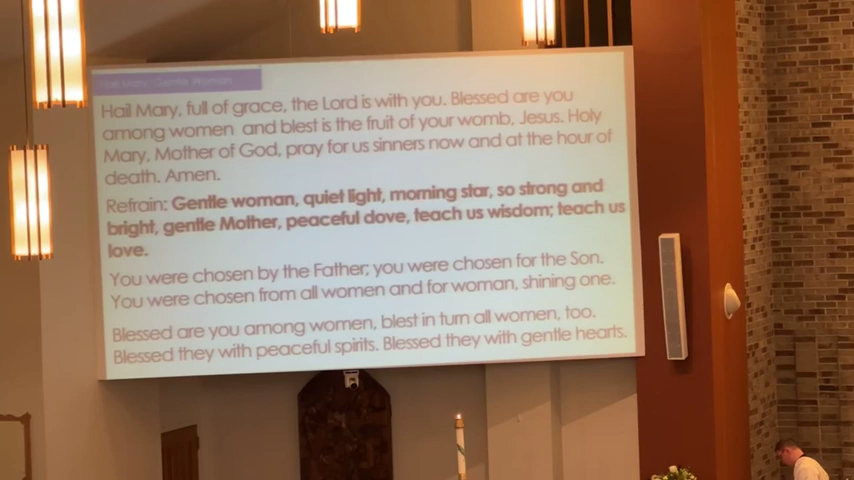 Hail Mary: Gentle Woman
Hail Mary, full of grace, the Lord is with you. Blessed are you
among women and blest is the fruit of your womb, Jesus. Holy
Mary, Mother of God, pray for us sinners now and at the hour of
death. Amen.
Refrain: Gentle woman, quiet light, morning star, so strong and
bright, gentle Mother, peaceful dove, teach us wisdom; teach us
love.
You were chosen by the Father; you were chosen for the Son.
You were chosen from all women and for woman, shining one.
Blessed are you among women, blest in turn all women, too.
Blessed they with peaceful spirits. Blessed they with gentle hearts.